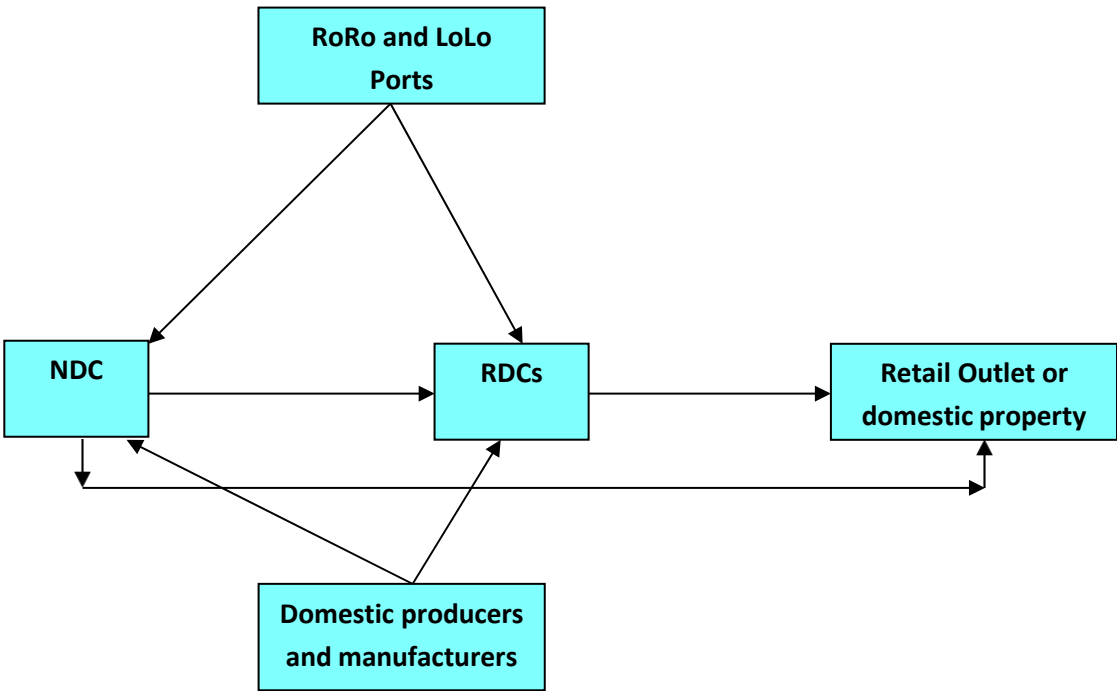 RoRo and LoLo
Ports
NDC
RDCs
Retail Outlet or
domestic property
Domestic producers
and manufacturers